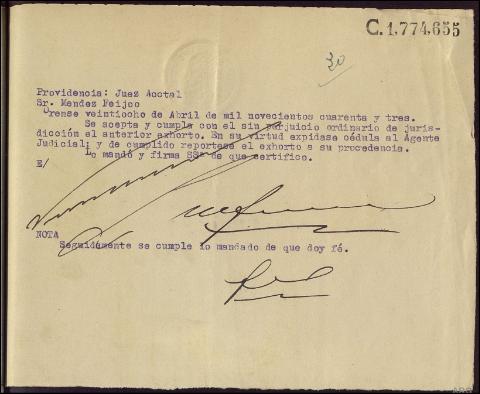 C.1,774,655
30
Providencia: Juez Acctal
Sr. Mendez Feijoo
Orense veintiocho de Abril de mil novecientos cuarenta y tres.
Se acepta y cumpla con el sin perjuicio ordinario de juris-
dicción el anterior exhorto. En su virtud expidase cédula al Agente
Judicial; y de cumplido reportese el exhorto a su procedencia.
Lo mandó y firma SSª de que certifico.
E/
NOTA
Seguidamente se cumple lo mandado de que doy fé.